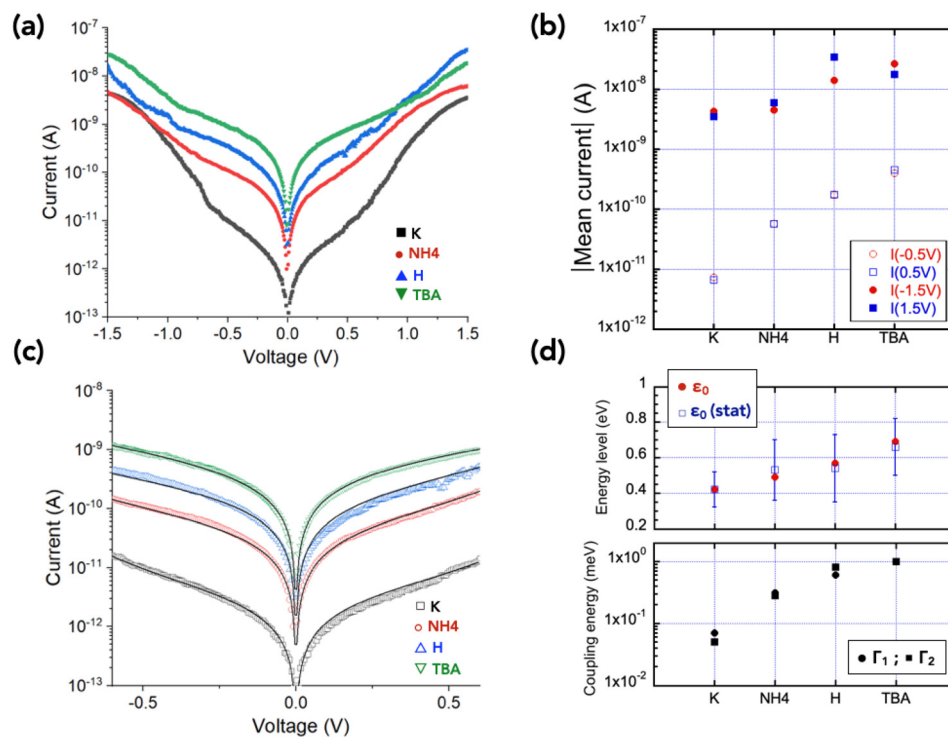 (a)
Current (A)
10-7
10-8
10-9
10-10
10-11
10-12
10-13
-1.5 -1.0 -0.5 0.0 0.5 1.0 1.5
Voltage (V)
K
NH4
H
TBA
(b)
|Mean current| (A)
1x10-7
1x10-8
1x10-9
1x10-10
1x10-11
1x10-12
K NH4 H TBA
I(-0.5V)
I(0.5V)
I(-1.5V)
I(1.5V)
(c)
Current (A)
10-8
10-9
10-10
10-11
10-12
10-13
-0.5 0.0 0.5
Voltage (V)
K
NH4
H
TBA
(d)
ε0
ε0 (stat)
Energy level (eV)
1
0.8
0.6
0.4
0.2
Coupling energy (meV)
1x100
1x10-1
1x10-2
Γ1 ; Γ2
K NH4 H TBA